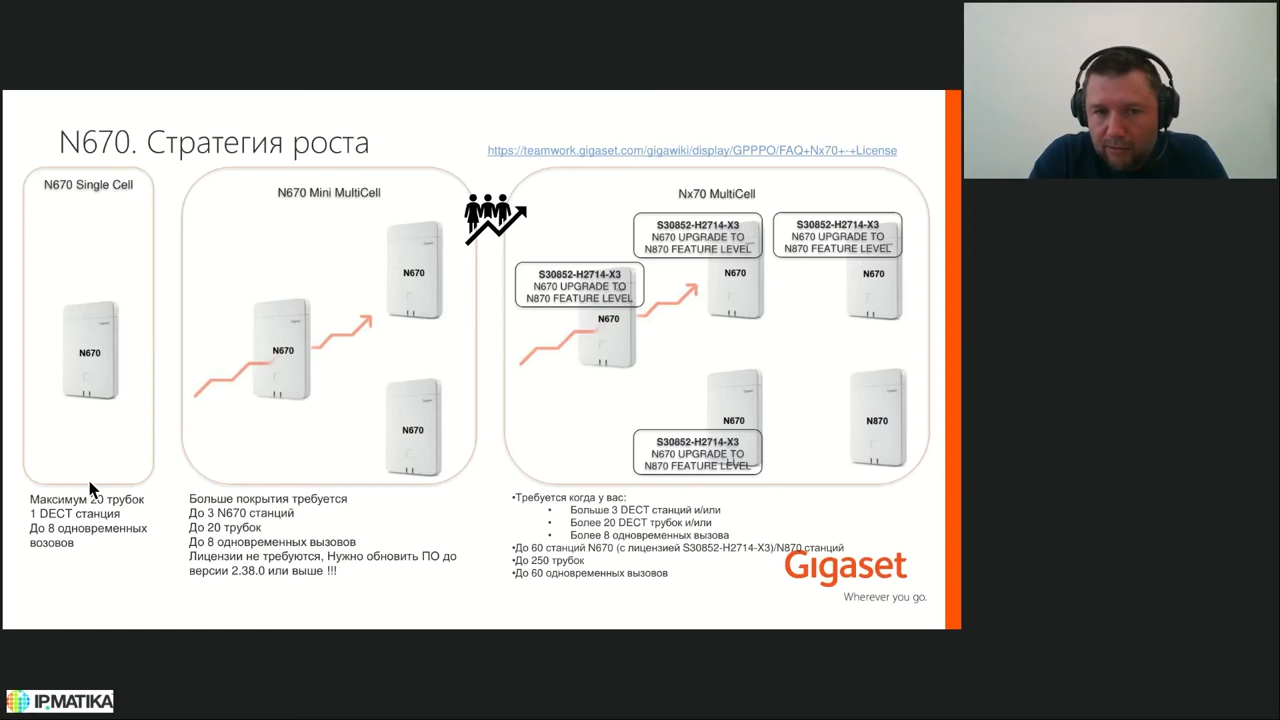 N670. Стратегия роста
https://teamwork.gigaset.com/gigawiki/display/GPPPO/FAQ+Nx70+-+License
N670 Single Cell
N670
Максимум 20 трубок
1 DECT станция
До 8 одновременных
возовов
N670 Mini MultiCell
Gigaset
N670
N670
N670
Больше покрытия требуется
До 3 N670 станций
До 20 трубок
До 8 одновременных вызовов
Лицензии не требуются, Нужно обновить ПО до
версии 2.38.0 или выше !!!
Nx70 MultiCell
S30852-H2714-X3
N670 UPGRADE TO
N870 FEATURE LEVEL
N670
S30852-H2714-X3
N670 UPGRADE TO
N870 FEATURE LEVEL
N670
S30852-H2714-X3
N670 UPGRADE TO
N870 FEATURE LEVEL
N670
N670
S30852-H2714-X3
N670 UPGRADE TO
N870 FEATURE LEVEL
N870
•Требуется когда у вас:
• Больше 3 DECT станций и/или
• Более 20 DECT трубок и/или
• Более 8 одновременных вызова
•До 60 станций N670 (с лицензией S30852-H2714-X3)/N870 станций
•До 250 трубок
•До 60 одновременных вызовов
Gigaset
Wherever you go.
IPMATIKA